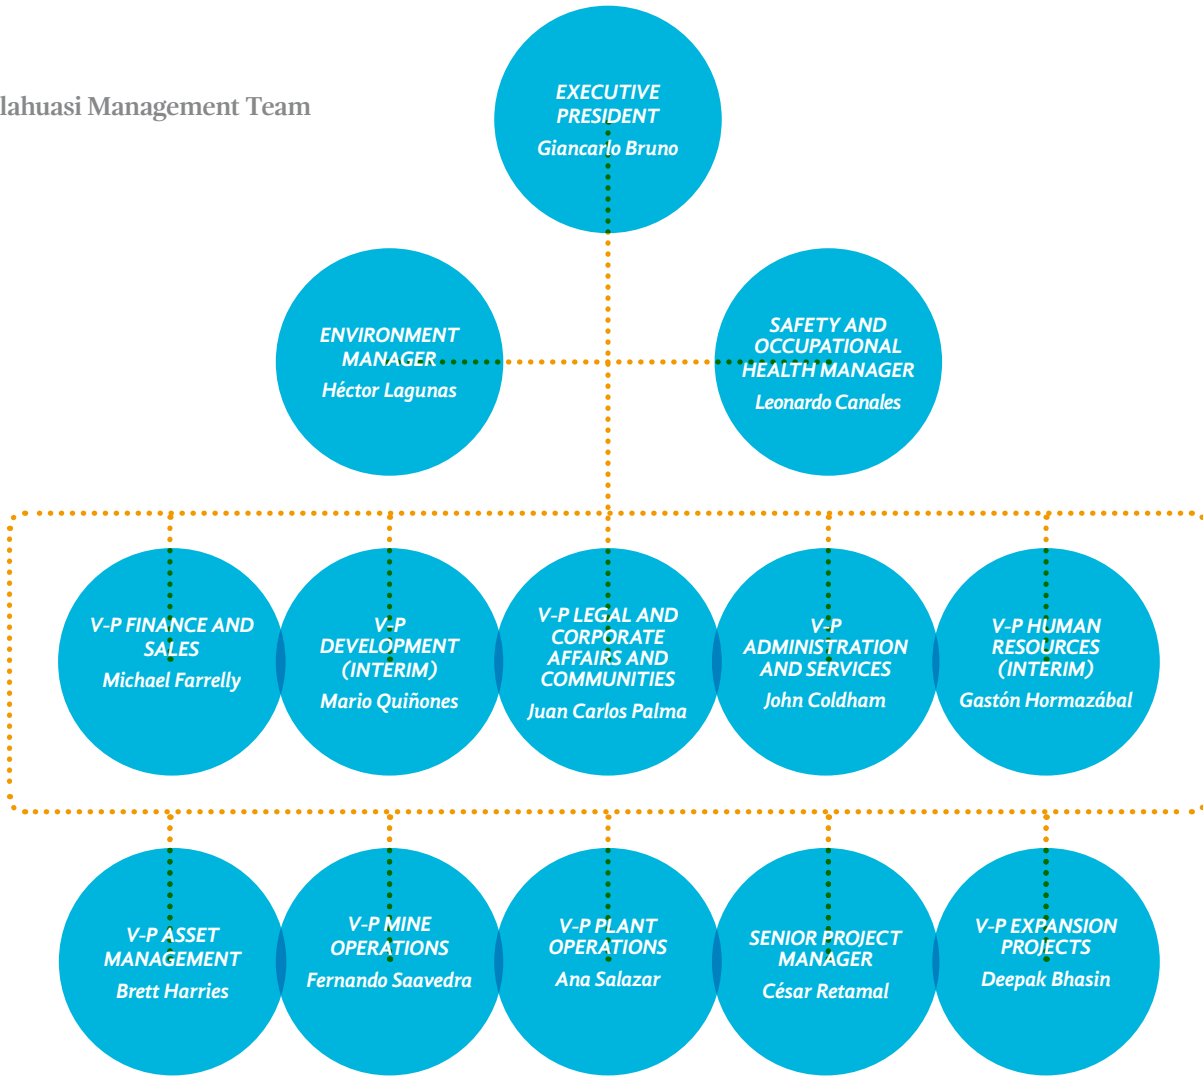 lahuasi Management Team
EXECUTIVE
PRESIDENT
Giancarlo Bruno
ENVIRONMENT
MANAGER
Héctor Lagunas
SAFETY AND
OCCUPATIONAL
HEALTH MANAGER
Leonardo Canales
V-P FINANCE AND
SALES
Michael Farrelly
V-P
DEVELOPMENT
(INTERIM)
Mario Quiñones
V-P LEGAL AND
CORPORATE
AFFAIRS AND
COMMUNITIES
Juan Carlos Palma
V-P
ADMINISTRATION
AND SERVICES
John Coldham
V-P HUMAN
RESOURCES
(INTERIM)
Gastón Hormazábal
V-P ASSET
MANAGEMENT
Brett Harries
V-P MINE
OPERATIONS
Fernando Saavedra
V-P PLANT
OPERATIONS
Ana Salazar
SENIOR PROJECT
MANAGER
César Retamal
V-P EXPANSION
PROJECTS
Deepak Bhasin